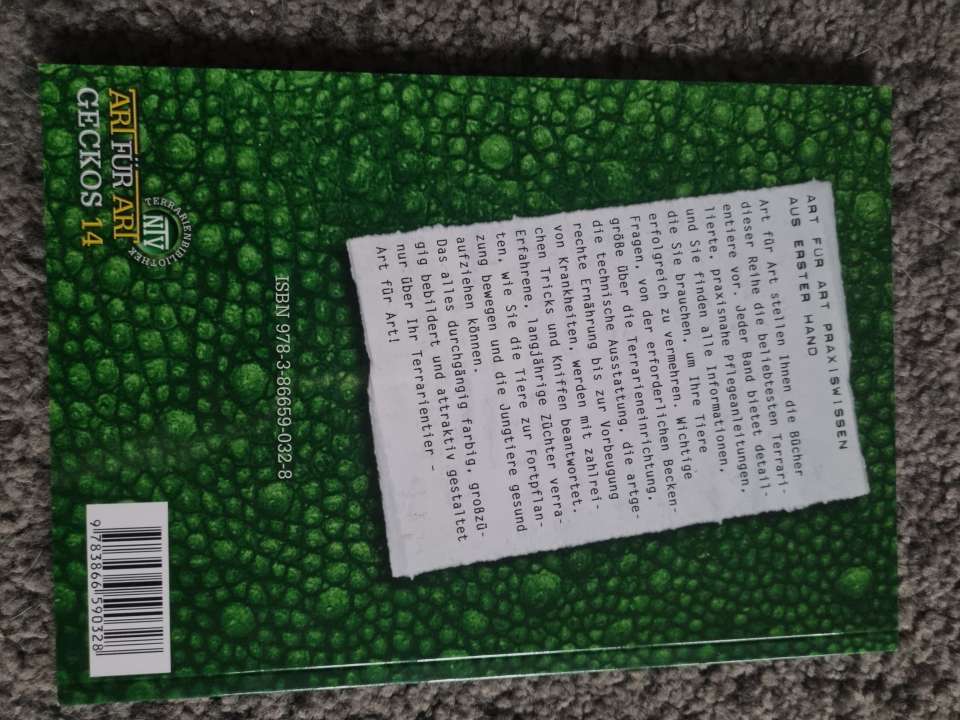 ART FÜR ART PRAXISWISSEN
AUS ERSTER HAND
Art für Art stellen Ihnen die Bücher
dieser Reihe die beliebtesten Terrari-
entiere vor. Jeder Band bietet detail-
lierte, praxisnahe Pflegeanleitungen,
und Sie finden alle Informationen,
die Sie brauchen, um Ihre Tiere
erfolgreich zu vermehren. Wichtige
Fragen, von der erforderlichen Becken-
größe über die Terrarieneinrichtung,
die technische Ausstattung, die artge-
rechte Ernährung bis zur Vorbeugung
von Krankheiten, werden mit zahlrei-
chen Tricks und Kniffen beantwortet.
Erfahrene, langjährige Züchter verra-
ten, wie Sie die Tiere zur Fortpflan-
zung bewegen und die Jungtiere gesund
aufziehen können.
Das alles durchgängig farbig, großzü-
gig bebildert und attraktiv gestaltet
nur über Ihr Terrarientier -
Art für Art!
ISBN 978-3-86659-032-8
TERRARIENBIBLIOTHEK
NTV
ART FÜR ART
GECKOS 14
9 783866 590328